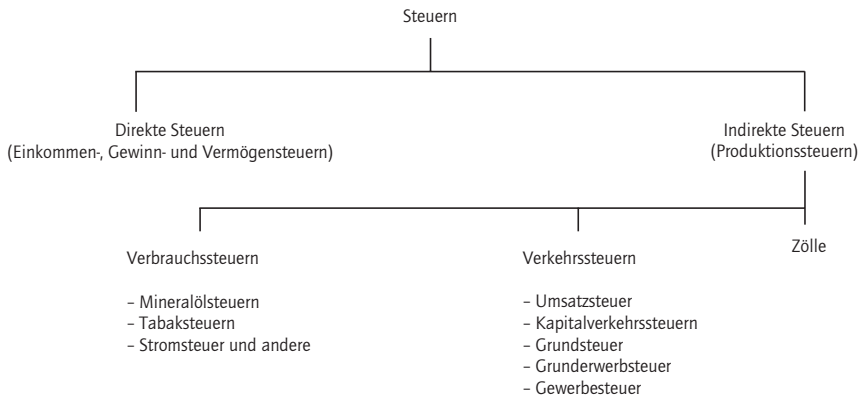 Steuern
Direkte Steuern
(Einkommen-, Gewinn- und Vermögensteuern)
Indirekte Steuern
(Produktionssteuern)
Verbrauchssteuern
– Mineralölsteuern
– Tabaksteuern
– Stromsteuer und andere
Verkehrssteuern
– Umsatzsteuer
– Kapitalverkehrssteuern
– Grundsteuer
– Grunderwerbsteuer
– Gewerbesteuer
Zölle